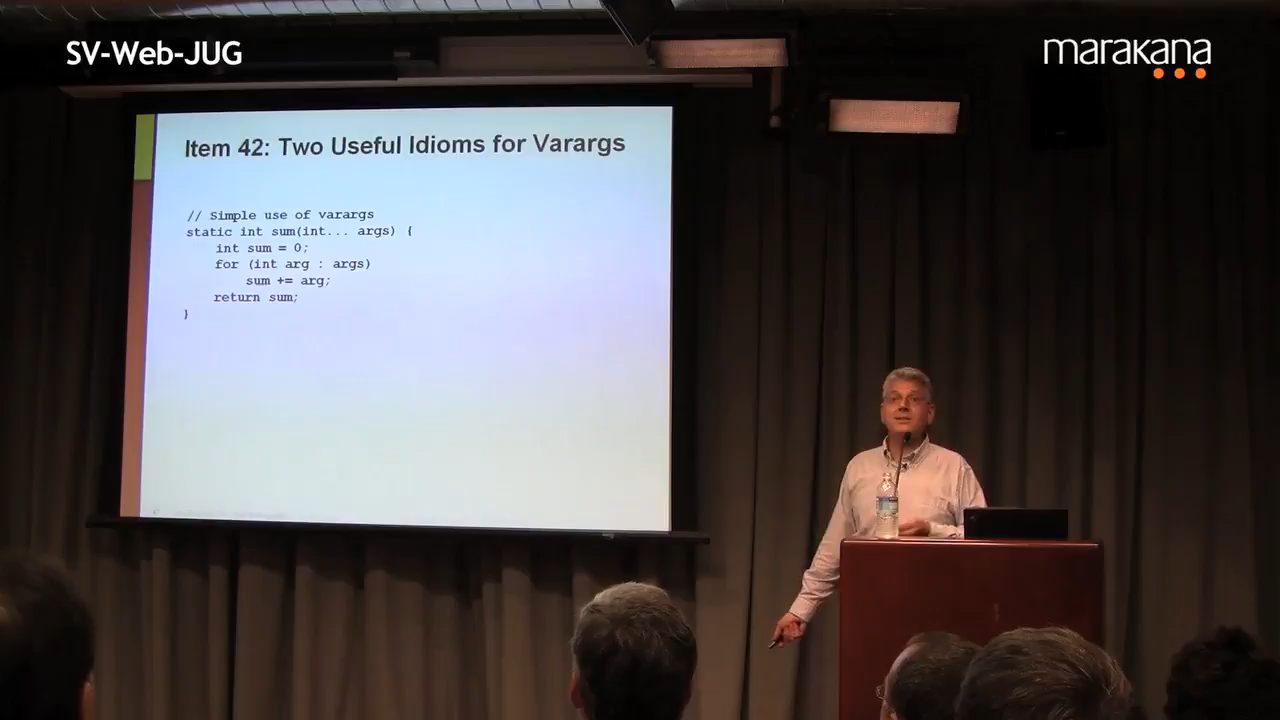 SV-Web-JUG
marakana
Item 42: Two Useful Idioms for Varargs
// Simple use of varargs
static int sum(int... args) {
    int sum = 0;
    for (int arg : args)
        sum += arg;
    return sum;
}